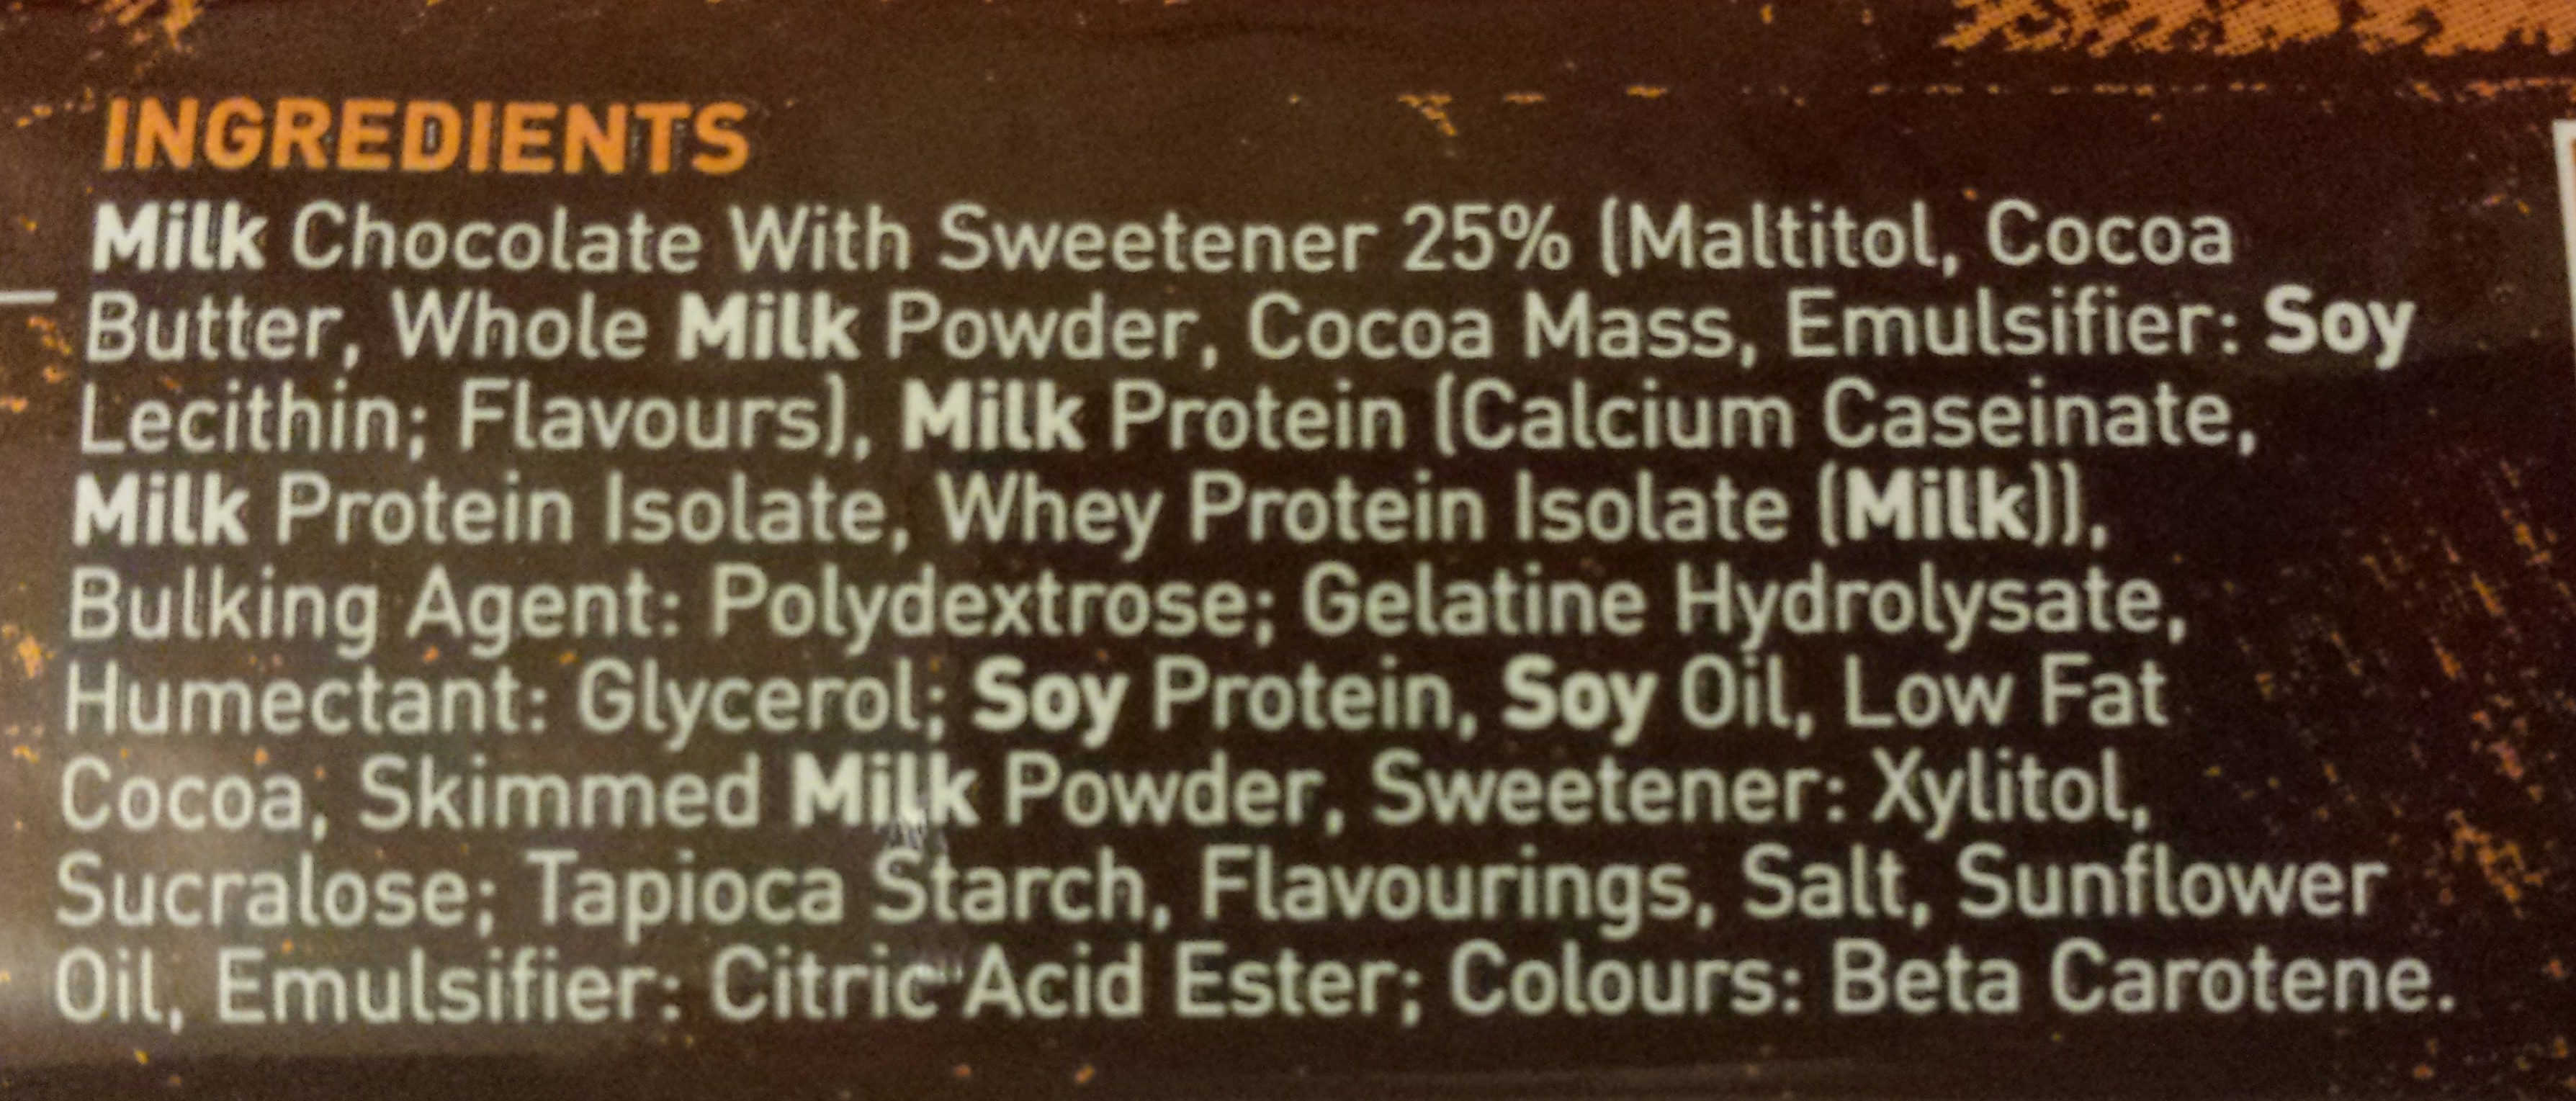 INGREDIENTS
Milk Chocolate With Sweetener 25% (Maltitol, Cocoa
Butter, Whole Milk Powder, Cocoa Mass, Emulsifier: Soy
Lecithin; Flavours), Milk Protein (Calcium Caseinate,
Milk Protein Isolate, Whey Protein Isolate (Milk)),
Bulking Agent: Polydextrose; Gelatine Hydrolysate,
Humectant: Glycerol; Soy Protein, Soy Oil, Low Fat
Cocoa, Skimmed Milk Powder, Sweetener: Xylitol,
Sucralose; Tapioca Starch, Flavourings, Salt, Sunflower
Oil, Emulsifier: Citric Acid Ester; Colours: Beta Carotene.